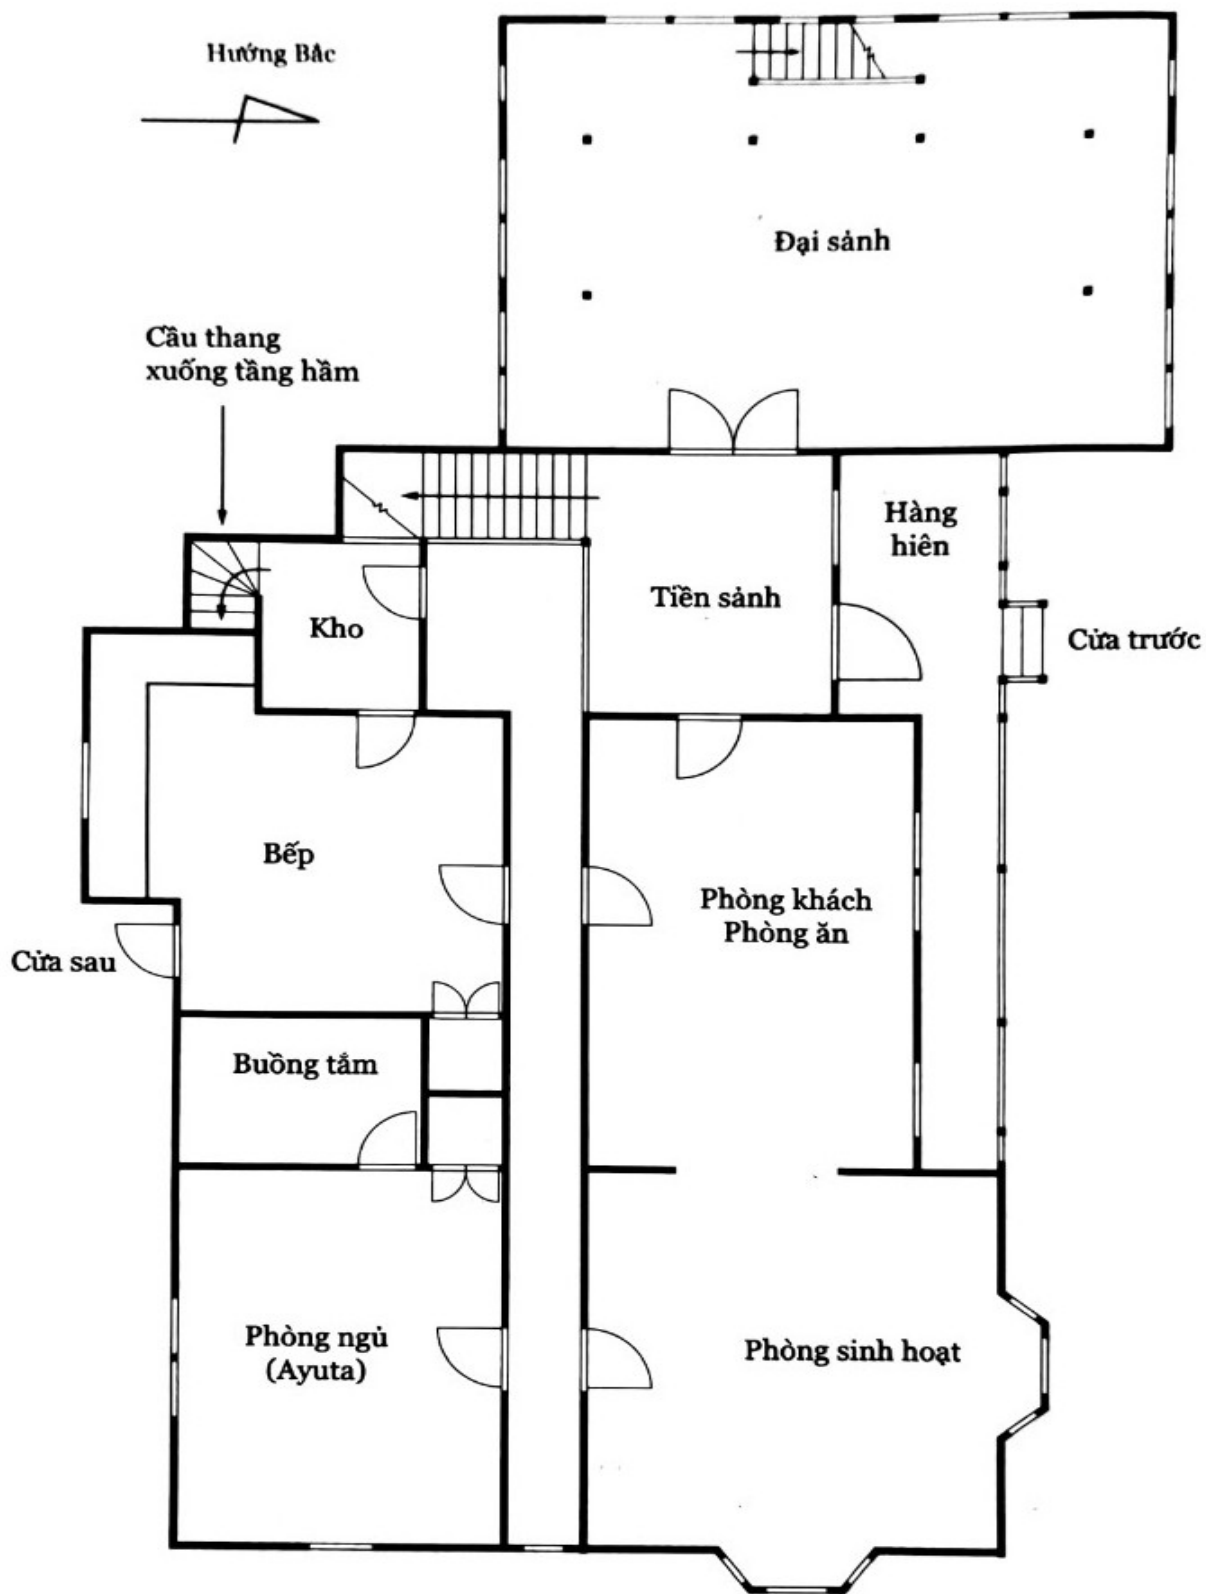 Hướng Bắc
Đại sảnh
Cầu thang
xuống tầng hầm
Hàng
hiên
Tiền sảnh
Kho
Cửa trước
Bếp
Phòng khách
Phòng ăn
Cửa sau
Buồng tắm
Phòng ngủ
(Ayuta)
Phòng sinh hoạt